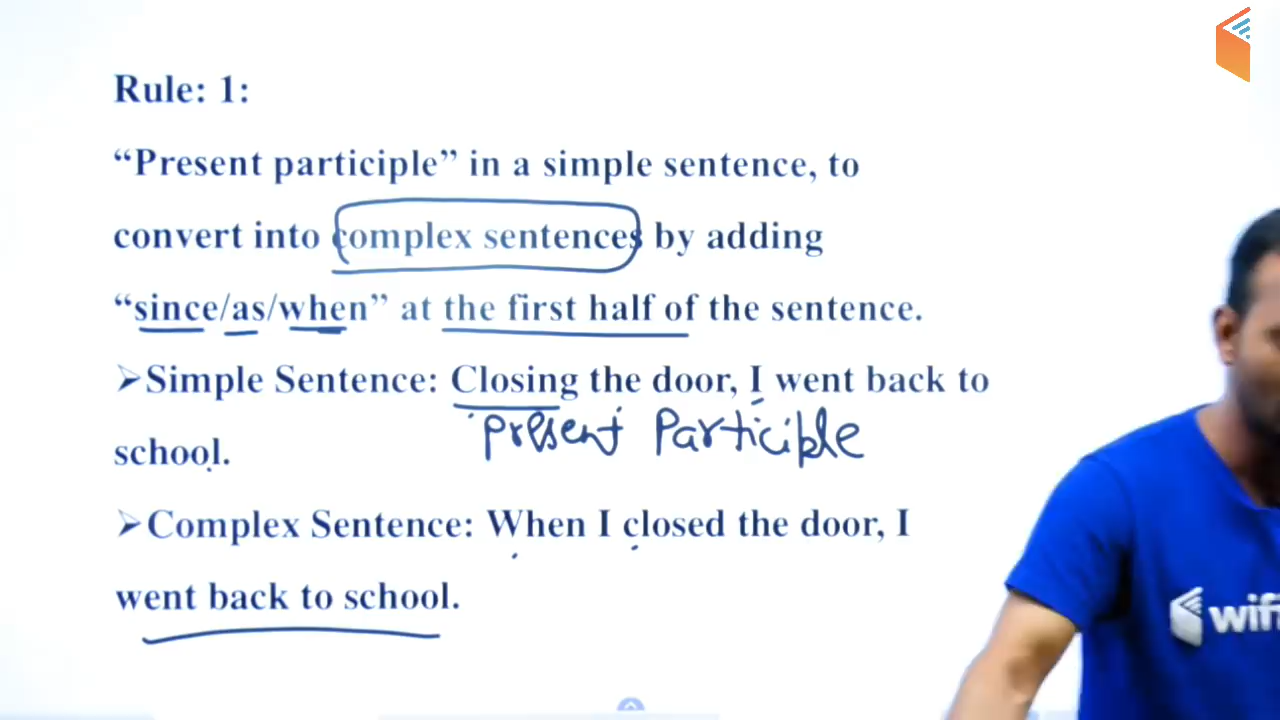 Rule: 1:
“Present participle” in a simple sentence, to
convert into complex sentences by adding
“since/as/when” at the first half of the sentence.
➢Simple Sentence: Closing the door, I went back to
present Participle
school.
➢Complex Sentence: When I closed the door, I
went back to school.
wifi